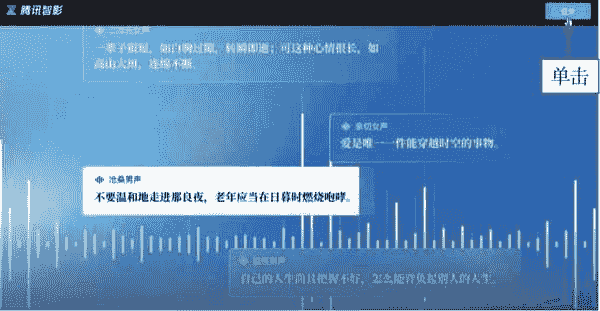 腾讯智影
登录
单击
一辈子很短，如白驹过隙，转瞬即逝；可这种心情很长，如
高山大川，连绵不断。
亲切女声
爱是唯一一件能穿越时空的事物。
沧桑男声
不要温和地走进那良夜，老年应当在日暮时燃烧咆哮。
自己的人生尚且把握不好，怎么能背负起别人的人生。